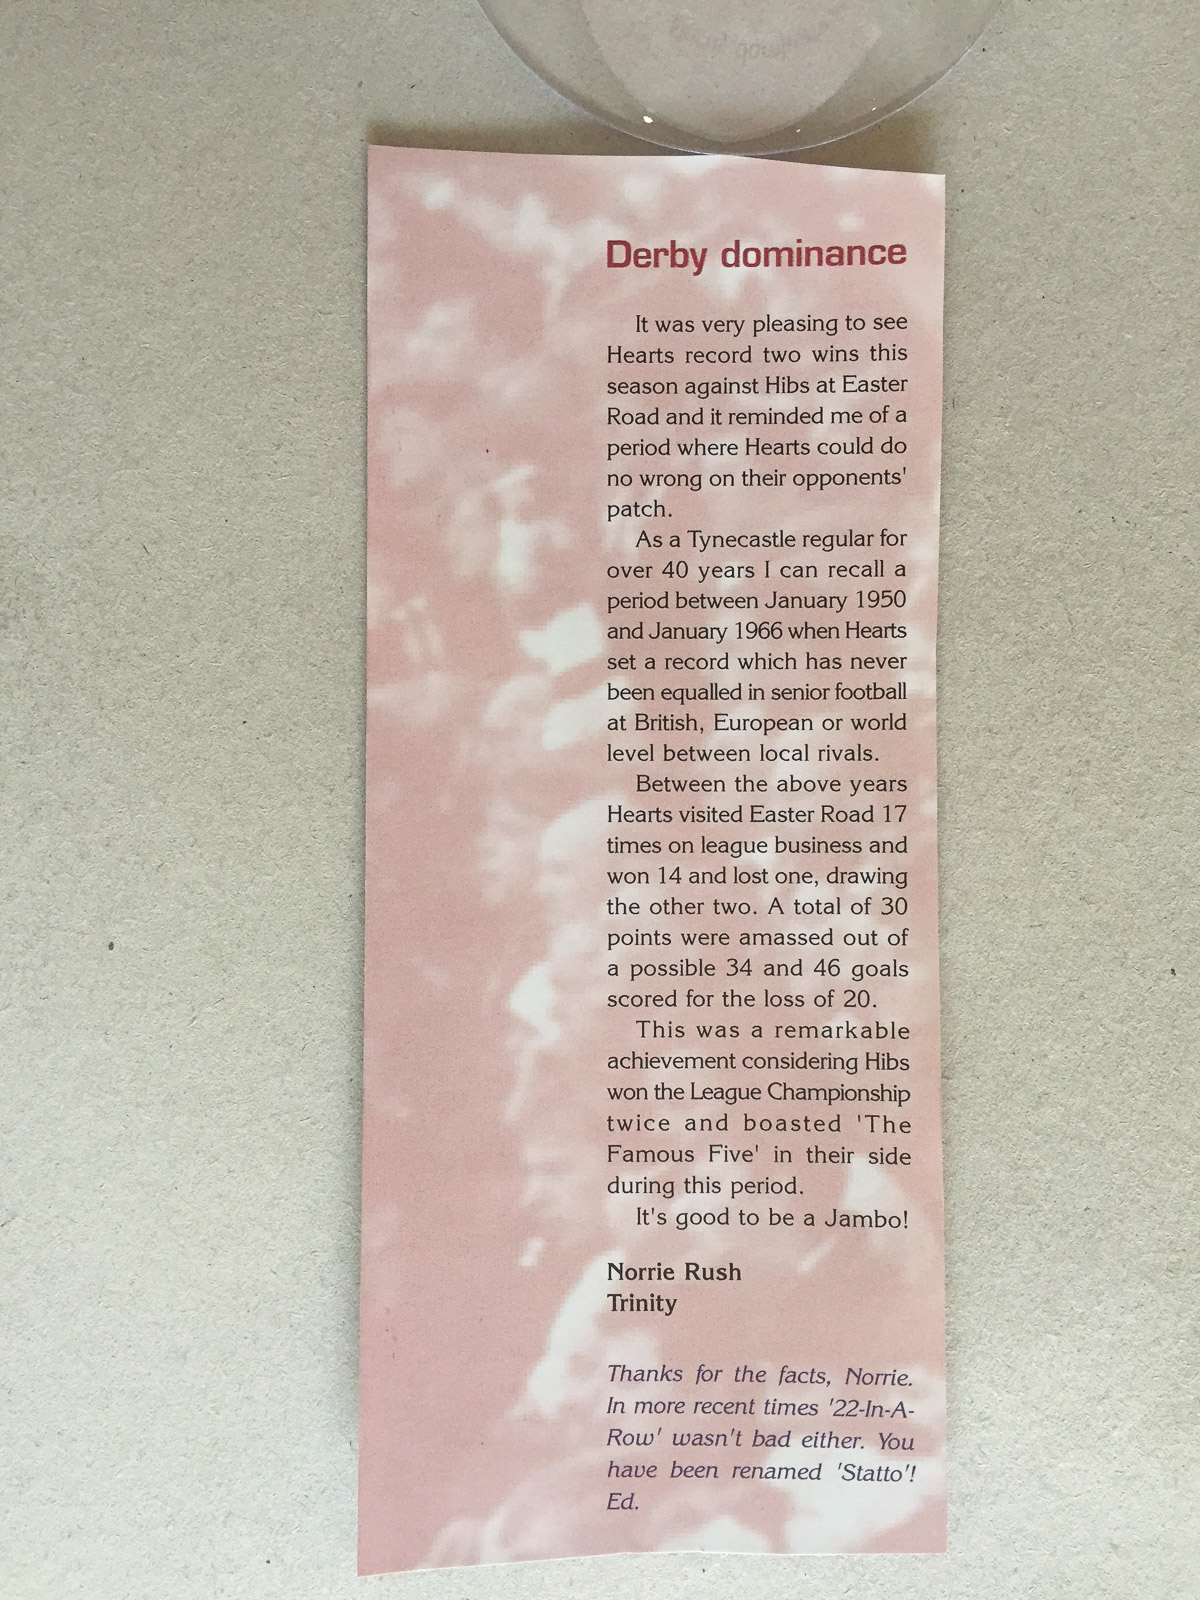 Derby dominance
It was very pleasing to see
Hearts record two wins this
season against Hibs at Easter
Road and it reminded me of a
period where Hearts could do
no wrong on their opponents'
patch.
As a Tynecastle regular for
over 40 years I can recall a
period between January 1950
and January 1966 when Hearts
set a record which has never
been equalled in senior football
at British, European or world
level between local rivals.
Between the above years
Hearts visited Easter Road 17
times on league business and
won 14 and lost one, drawing
the other two. A total of 30
points were amassed out of
a possible 34 and 46 goals
scored for the loss of 20.
This was a remarkable
achievement considering Hibs
won the League Championship
twice and boasted 'The
Famous Five' in their side
during this period.
It's good to be a Jambo!
Norrie Rush
Trinity
Thanks for the facts, Norrie.
In more recent times '22-In-A-
Row' wasn't bad either. You
have been renamed 'Statto'!
Ed.